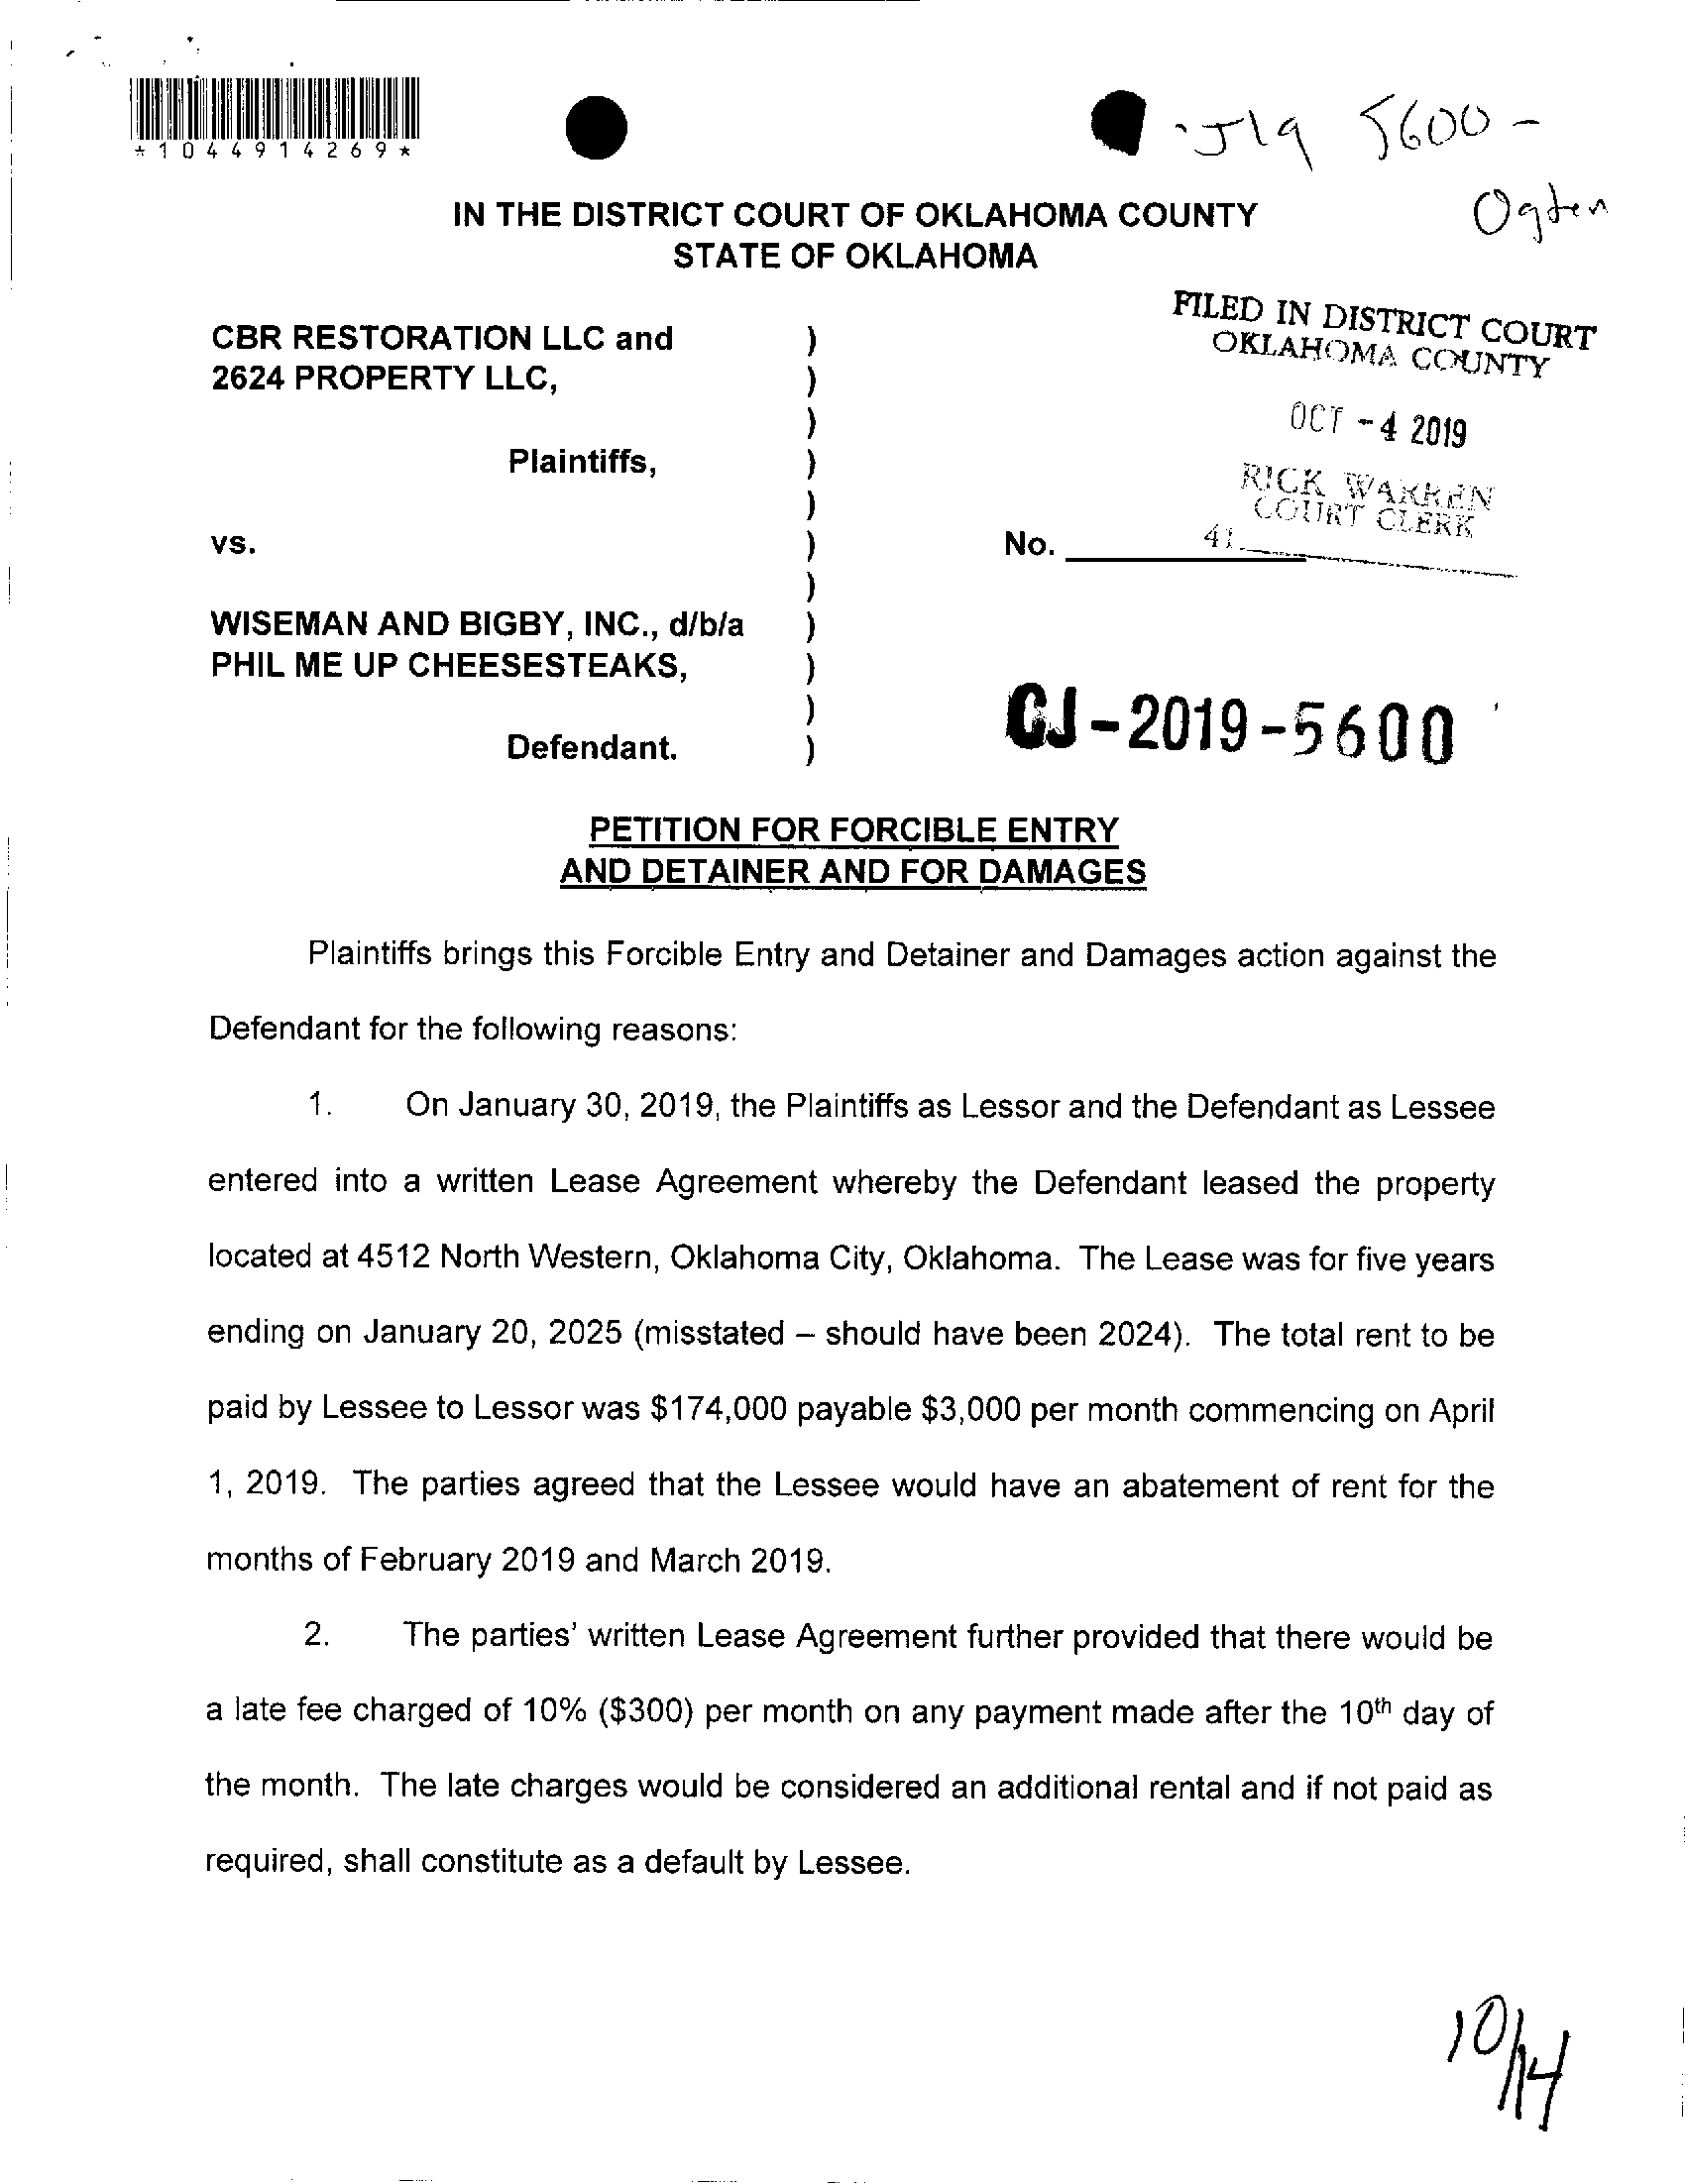 *1044914269*
J19 5600 -
Ogden
IN THE DISTRICT COURT OF OKLAHOMA COUNTY
STATE OF OKLAHOMA
FILED IN DISTRICT COURT
OKLAHOMA COUNTY
CBR RESTORATION LLC and )
2624 PROPERTY LLC, )
)
OCT -4 2019
Plaintiffs, )
RICK WARREN
COURT CLERK
)
vs. ) No. 41
)
WISEMAN AND BIGBY, INC., d/b/a )
PHIL ME UP CHEESESTEAKS, )
)
CJ-2019-5600
Defendant. )
PETITION FOR FORCIBLE ENTRY
AND DETAINER AND FOR DAMAGES
Plaintiffs brings this Forcible Entry and Detainer and Damages action against the
Defendant for the following reasons:
1. On January 30, 2019, the Plaintiffs as Lessor and the Defendant as Lessee
entered into a written Lease Agreement whereby the Defendant leased the property
located at 4512 North Western, Oklahoma City, Oklahoma. The Lease was for five years
ending on January 20, 2025 (misstated – should have been 2024). The total rent to be
paid by Lessee to Lessor was $174,000 payable $3,000 per month commencing on April
1, 2019. The parties agreed that the Lessee would have an abatement of rent for the
months of February 2019 and March 2019.
2. The parties' written Lease Agreement further provided that there would be
a late fee charged of 10% ($300) per month on any payment made after the 10th day of
the month. The late charges would be considered an additional rental and if not paid as
required, shall constitute as a default by Lessee.
10/14